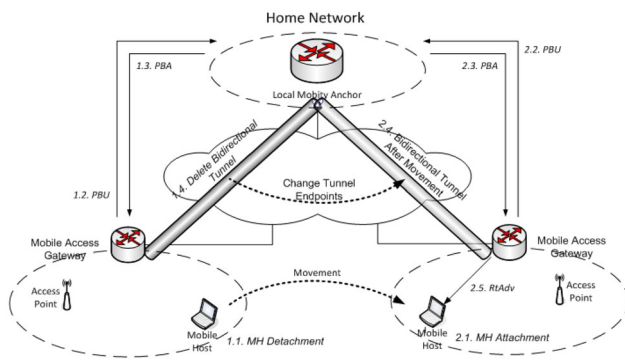 Home Network
1.3. PBA
2.2. PBU
2.3. PBA
Local Mobity Anchor
1.4. Delete Bidirectional
Tunnel
2.4. Bidirectional Tunnel
After Movement
1.2. PBU
Change Tunnel
Endpoints
Mobile Access
Gateway
Mobile Access
Gateway
Access
Point
Movement
2.5. RtAdv
Access
Point
Mobile
Host
1.1. MH Detachment
Mobile
Host
2.1. MH Attachment